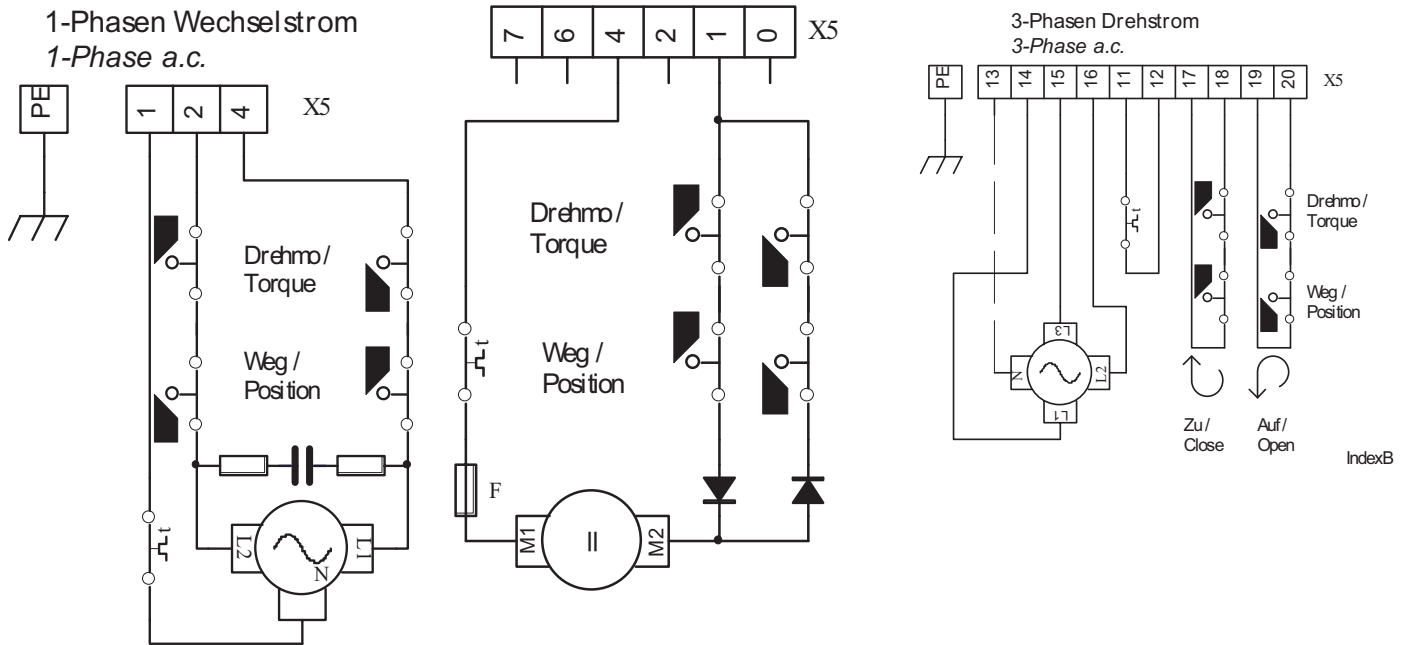 1-Phasen Wechselstrom
1-Phase a.c.
PE
1 2 4
X5
Drehmo/
Torque
Weg /
Position
t
L2
N
L1
7 6 4 2 1 0
X5
Drehmo/
Torque
Weg /
Position
t
F
M1
II
M2
3-Phasen Drehstrom
3-Phase a.c.
PE
13 14 15 16 11 12 17 18 19 20
X5
t
Drehmo/
Torque
Weg /
Position
L3
N
L2
L1
Zu/
Close
Auf/
Open
IndexB